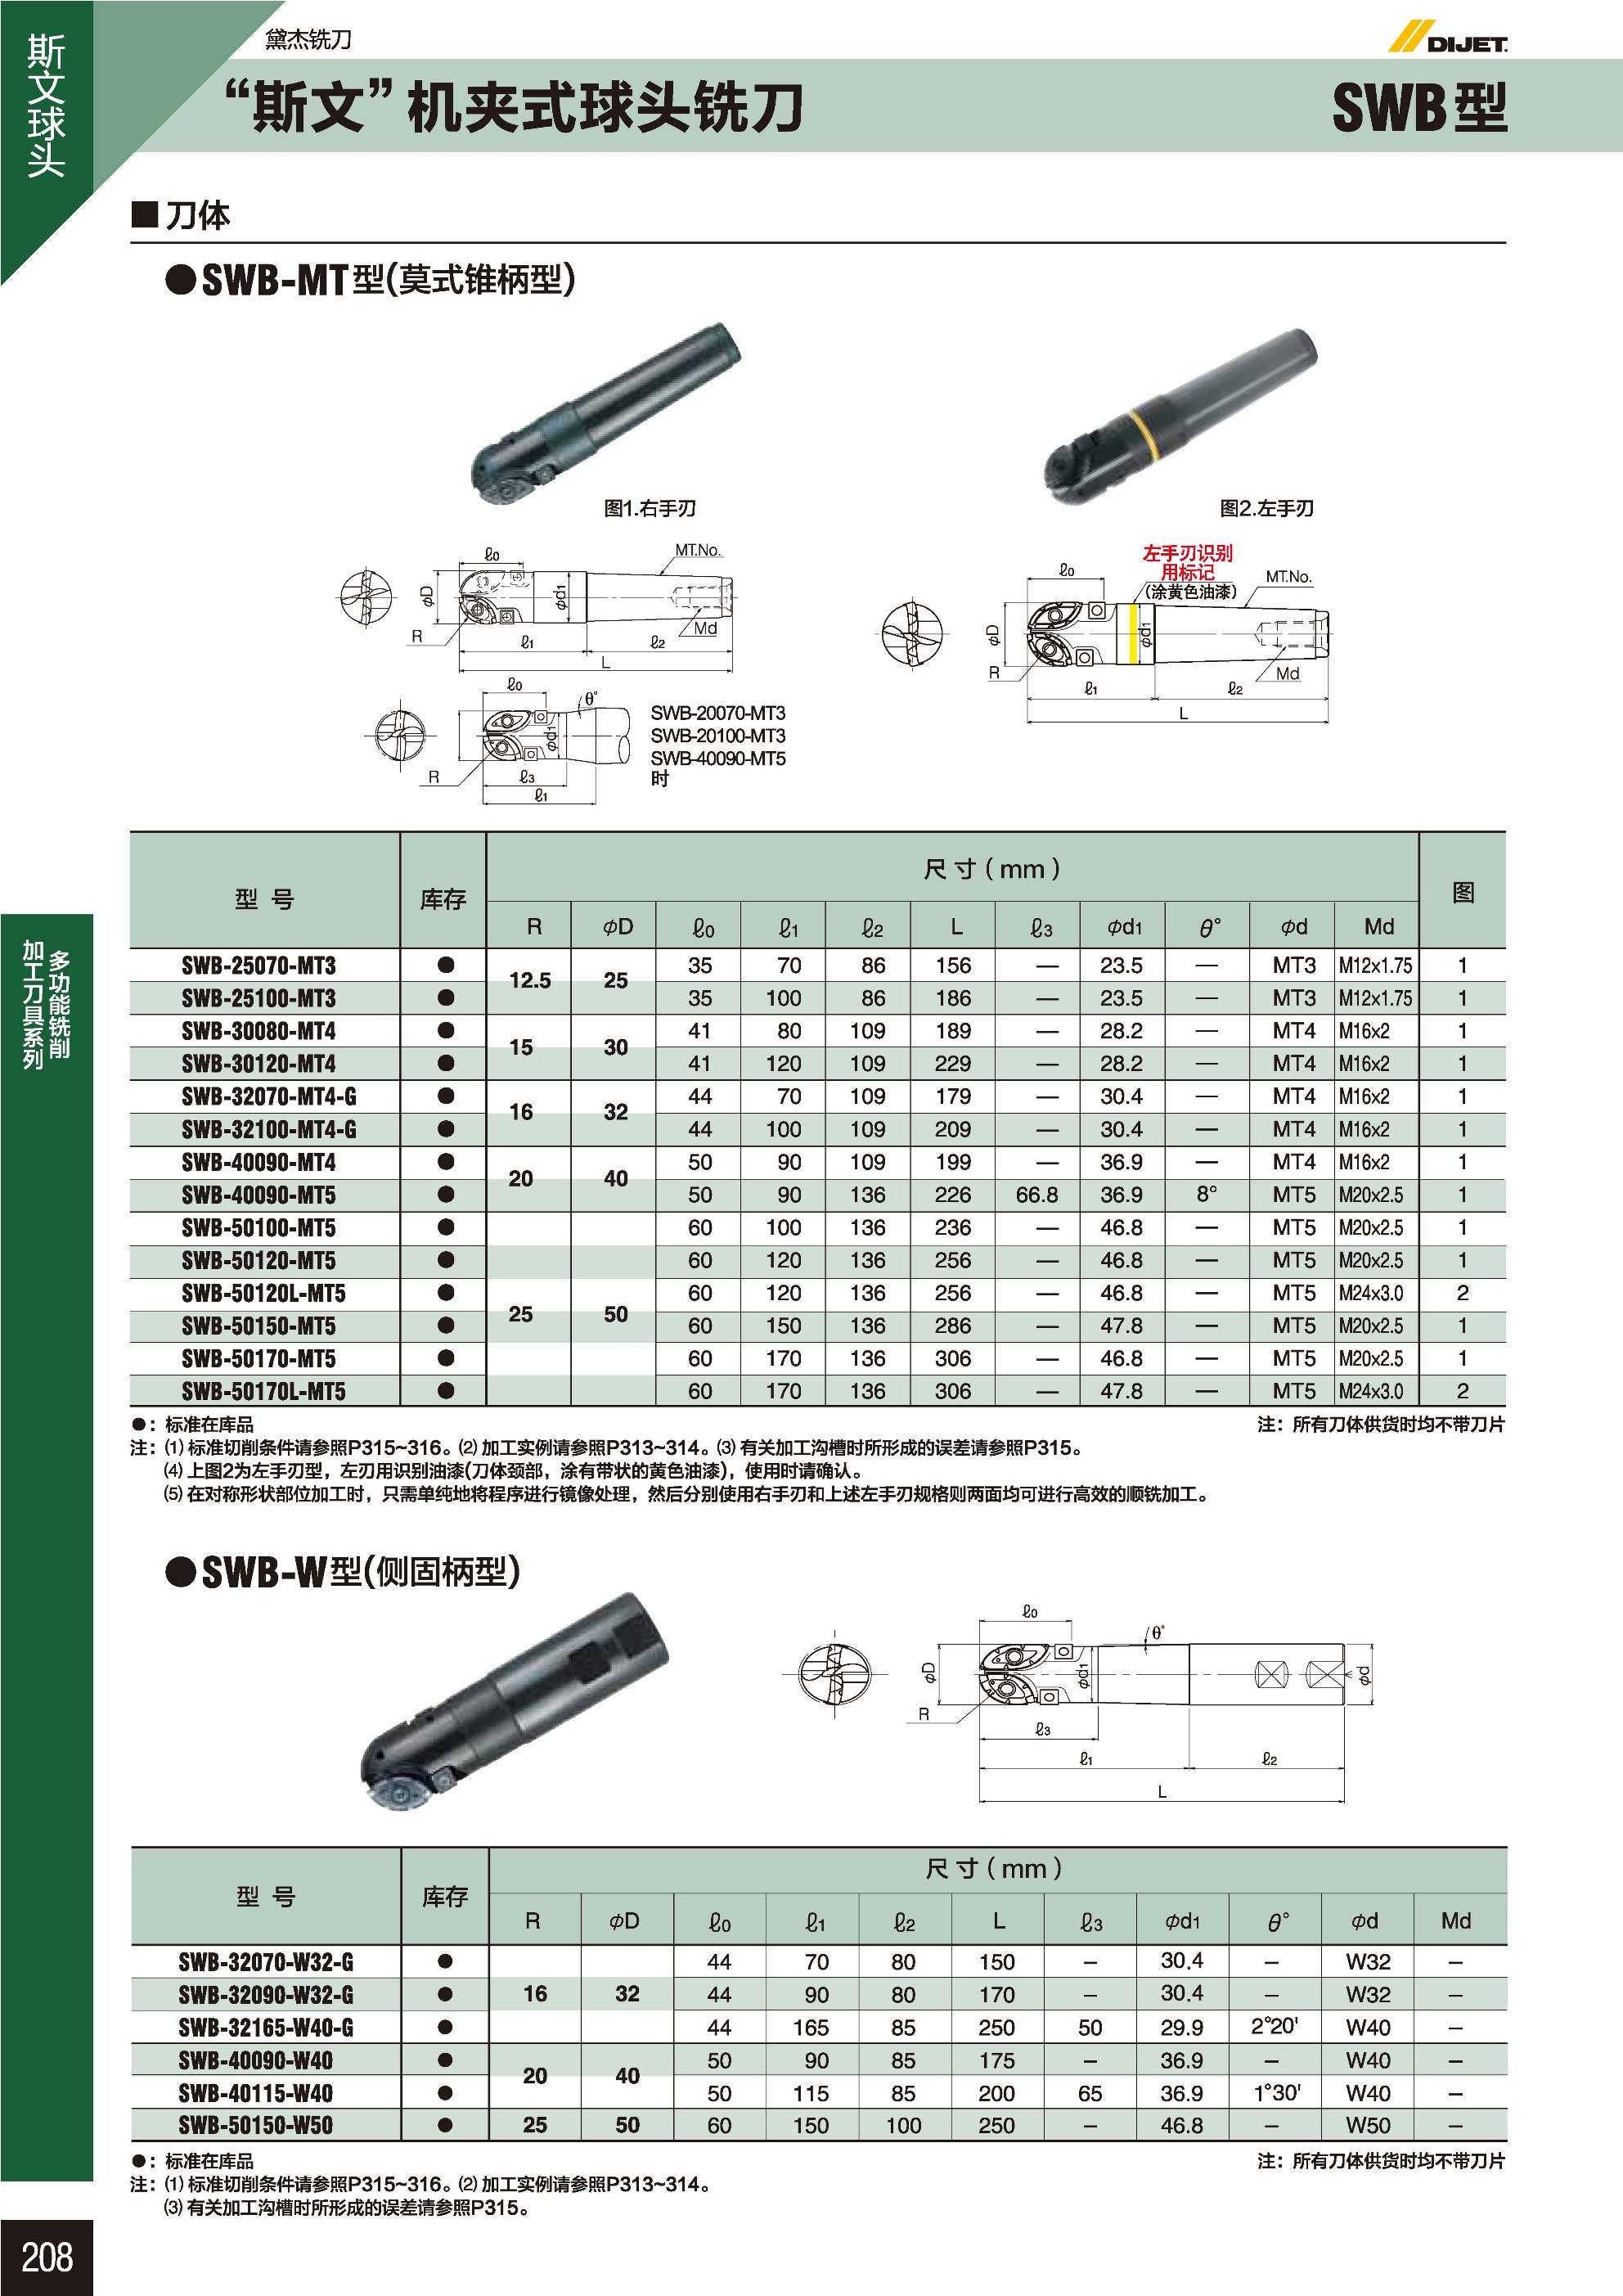 斯文球头
黛杰铣刀
DIJET
“斯文”机夹式球头铣刀
SWB型
■刀体
●SWB-MT型(莫式锥柄型)
图1.右手刃
图2.左手刃
ℓ0 MT.No.
φD φd1
R Md
ℓ1 ℓ2
L
ℓ0 θ°
φd1
R ℓ3
ℓ1
SWB-20070-MT3
SWB-20100-MT3
SWB-40090-MT5
时
左手刃识别
用标记
(涂黄色油漆)
ℓ0 MT.No.
φD φd1
R Md
ℓ1 ℓ2
L
型 号 库存 尺 寸 ( mm ) 图
R φD ℓ0 ℓ1 ℓ2 L ℓ3 φd1 θ° φd Md
SWB-25070-MT3 ● 12.5 25 35 70 86 156 — 23.5 — MT3 M12x1.75 1
SWB-25100-MT3 ● 35 100 86 186 — 23.5 — MT3 M12x1.75 1
SWB-30080-MT4 ● 15 30 41 80 109 189 — 28.2 — MT4 M16x2 1
SWB-30120-MT4 ● 41 120 109 229 — 28.2 — MT4 M16x2 1
SWB-32070-MT4-G ● 16 32 44 70 109 179 — 30.4 — MT4 M16x2 1
SWB-32100-MT4-G ● 44 100 109 209 — 30.4 — MT4 M16x2 1
SWB-40090-MT4 ● 20 40 50 90 109 199 — 36.9 — MT4 M16x2 1
SWB-40090-MT5 ● 50 90 136 226 66.8 36.9 8° MT5 M20x2.5 1
SWB-50100-MT5 ● 60 100 136 236 — 46.8 — MT5 M20x2.5 1
SWB-50120-MT5 ● 60 120 136 256 — 46.8 — MT5 M20x2.5 1
SWB-50120L-MT5 ● 25 50 60 120 136 256 — 46.8 — MT5 M24x3.0 2
SWB-50150-MT5 ● 60 150 136 286 — 47.8 — MT5 M20x2.5 1
SWB-50170-MT5 ● 60 170 136 306 — 46.8 — MT5 M20x2.5 1
SWB-50170L-MT5 ● 60 170 136 306 — 47.8 — MT5 M24x3.0 2
●：标准在库品 注：所有刀体供货时均不带刀片
注：(1) 标准切削条件请参照P315~316。(2) 加工实例请参照P313~314。(3) 有关加工沟槽时所形成的误差请参照P315。
(4) 上图2为左手刃型，左刃用识别油漆(刀体颈部，涂有带状的黄色油漆)，使用时请确认。
(5) 在对称形状部位加工时，只需单纯地将程序进行镜像处理，然后分别使用右手刃和上述左手刃规格则两面均可进行高效的顺铣加工。
●SWB-W型(侧固柄型)
ℓ0 θ°
φD φd1 φd
R ℓ3
ℓ1 ℓ2
L
型 号 库存 尺 寸 ( mm )
R φD ℓ0 ℓ1 ℓ2 L ℓ3 φd1 θ° φd Md
SWB-32070-W32-G ● 44 70 80 150 – 30.4 – W32 –
SWB-32090-W32-G ● 16 32 44 90 80 170 – 30.4 – W32 –
SWB-32165-W40-G ● 44 165 85 250 50 29.9 2°20' W40 –
SWB-40090-W40 ● 20 40 50 90 85 175 – 36.9 – W40 –
SWB-40115-W40 ● 50 115 85 200 65 36.9 1°30' W40 –
SWB-50150-W50 ● 25 50 60 150 100 250 – 46.8 – W50 –
●：标准在库品 注：所有刀体供货时均不带刀片
注：(1) 标准切削条件请参照P315~316。(2) 加工实例请参照P313~314。
(3) 有关加工沟槽时所形成的误差请参照P315。
多功能铣削
加工刀具系列
208